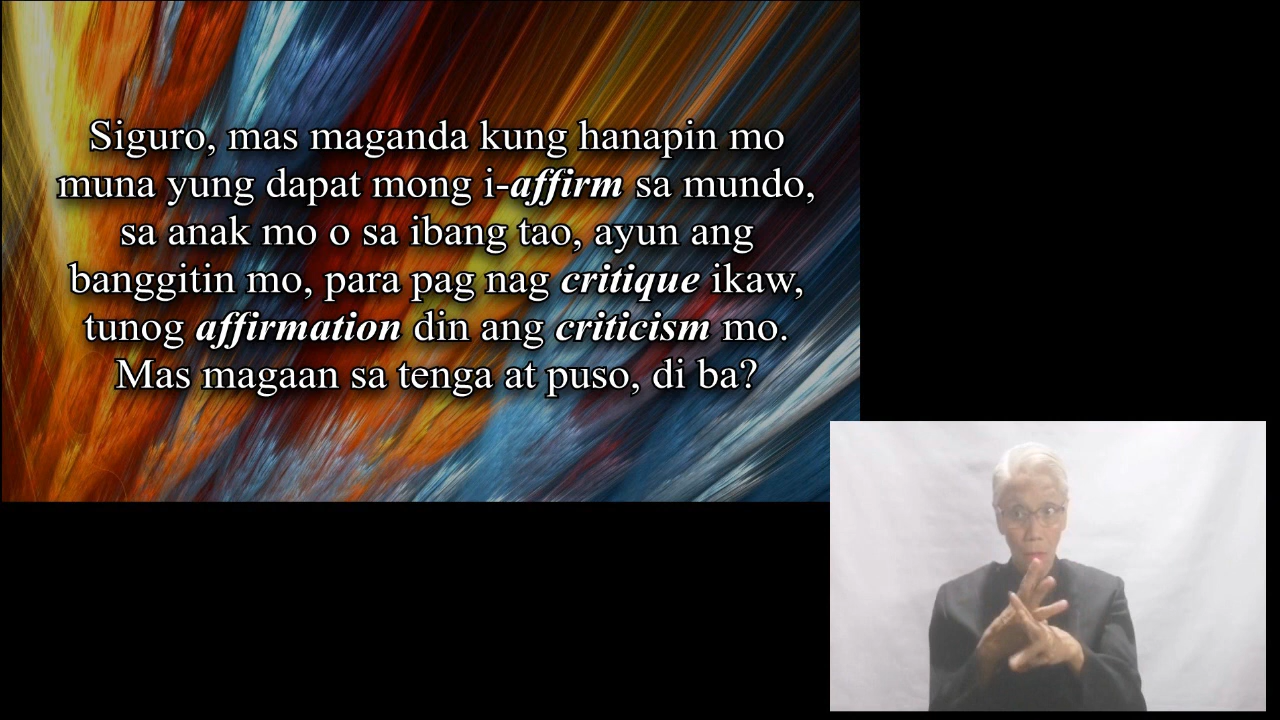 Siguro, mas maganda kung hanapin mo
muna yung dapat mong i-affirm sa mundo,
sa anak mo o sa ibang tao, ayun ang
banggitin mo, para pag nag critique ikaw,
tunog affirmation din ang criticism mo.
Mas magaan sa tenga at puso, di ba?